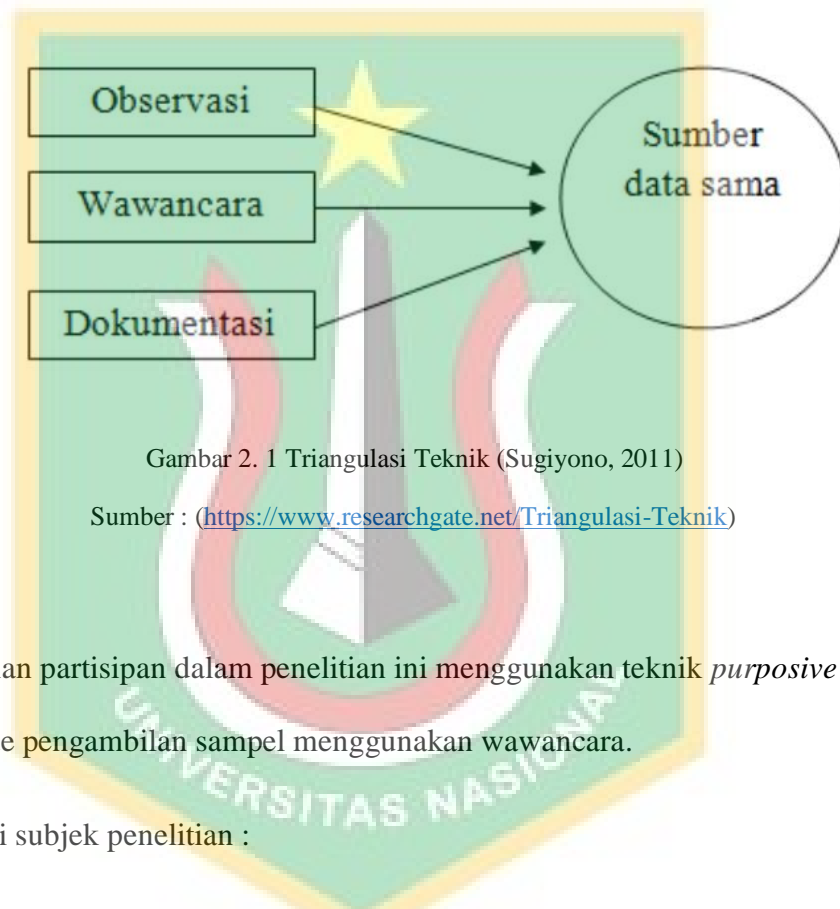 Observasi
Wawancara
Dokumentasi
Sumber
data sama
Gambar 2. 1 Triangulasi Teknik (Sugiyono, 2011)
Sumber : (https://www.researchgate.net/Triangulasi-Teknik)
an partisipan dalam penelitian ini menggunakan teknik purposive
e pengambilan sampel menggunakan wawancara.
i subjek penelitian :
UNIVERSITAS NASIONAL